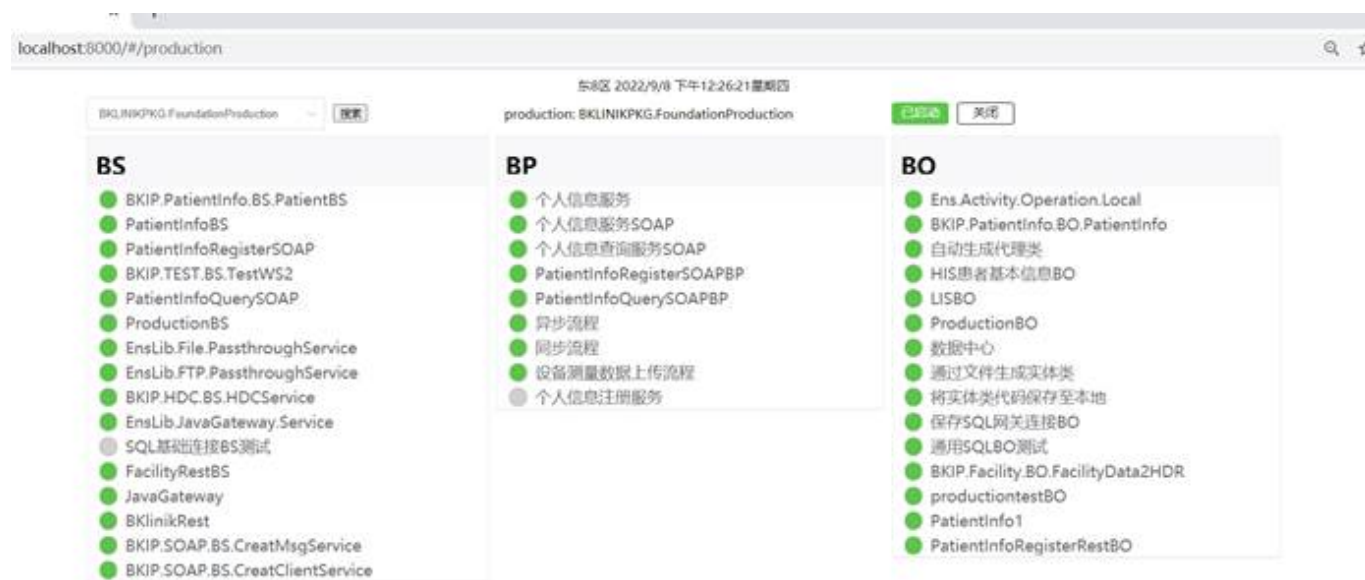 localhost:8000/#/production
东8区 2022/9/8 下午12:26:21星期四
BKLINIKPKG.FoundationProduction 搜索 production: BKLINIKPKG.FoundationProduction 已启动 关闭
BS
BKIP.PatientInfo.BS.PatientBS
PatientInfoBS
PatientInfoRegisterSOAP
BKIP.TEST.BS.TestWS2
PatientInfoQuerySOAP
ProductionBS
EnsLib.File.PassthroughService
EnsLib.FTP.PassthroughService
BKIP.HDC.BS.HDCService
EnsLib.JavaGateway.Service
SQL基础连接BS测试
FacilityRestBS
JavaGateway
BKlinikRest
BKIP.SOAP.BS.CreatMsgService
BKIP.SOAP.BS.CreatClientService
BP
个人信息服务
个人信息服务SOAP
个人信息查询服务SOAP
PatientInfoRegisterSOAPBP
PatientInfoQuerySOAPBP
异步流程
同步流程
设备测量数据上传流程
个人信息注册服务
BO
Ens.Activity.Operation.Local
BKIP.PatientInfo.BO.PatientInfo
自动生成代理类
HIS患者基本信息BO
LISBO
ProductionBO
数据中心
通过文件生成实体类
将实体类代码保存至本地
保存SQL网关连接BO
通用SQLBO测试
BKIP.Facility.BO.FacilityData2HDR
productiontestBO
PatientInfo1
PatientInfoRegisterRestBO